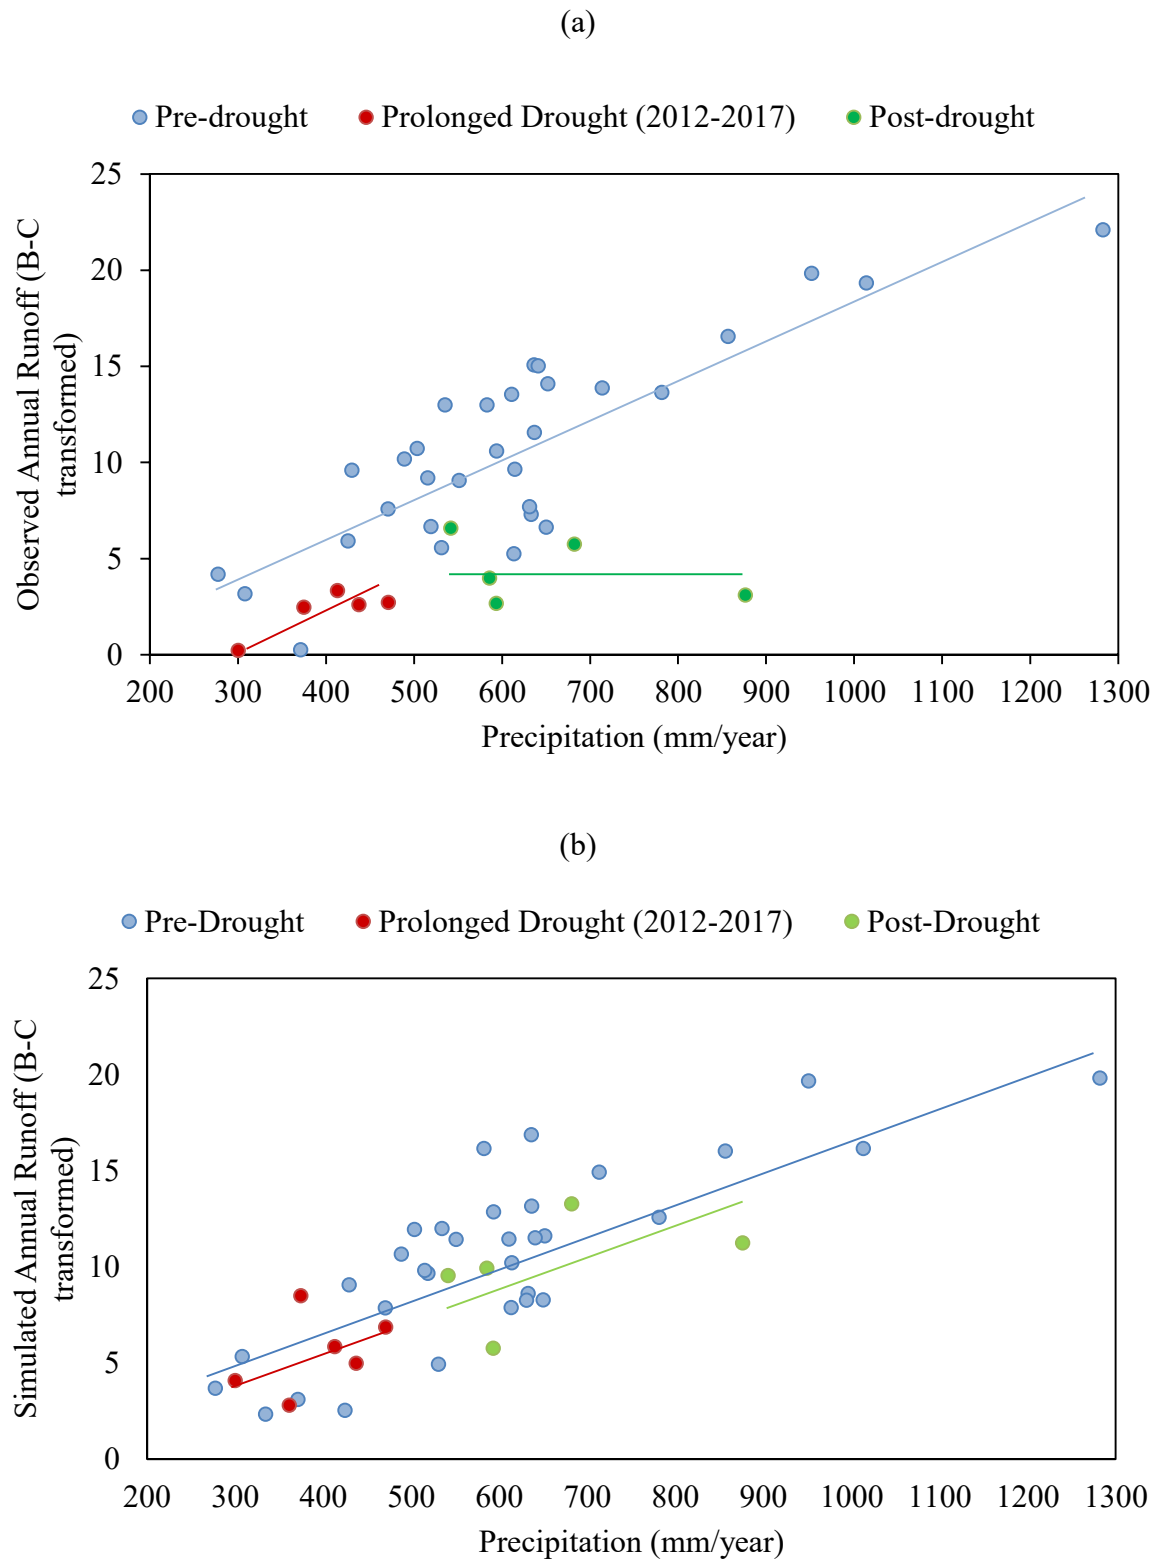 (a)
Pre-drought Prolonged Drought (2012-2017) Post-drought
Observed Annual Runoff (B-C
transformed)
25
20
15
10
5
0
200 300 400 500 600 700 800 900 1000 1100 1200 1300
Precipitation (mm/year)
(b)
Pre-Drought Prolonged Drought (2012-2017) Post-Drought
Simulated Annual Runoff (B-C
transformed)
25
20
15
10
5
0
200 300 400 500 600 700 800 900 1000 1100 1200 1300
Precipitation (mm/year)